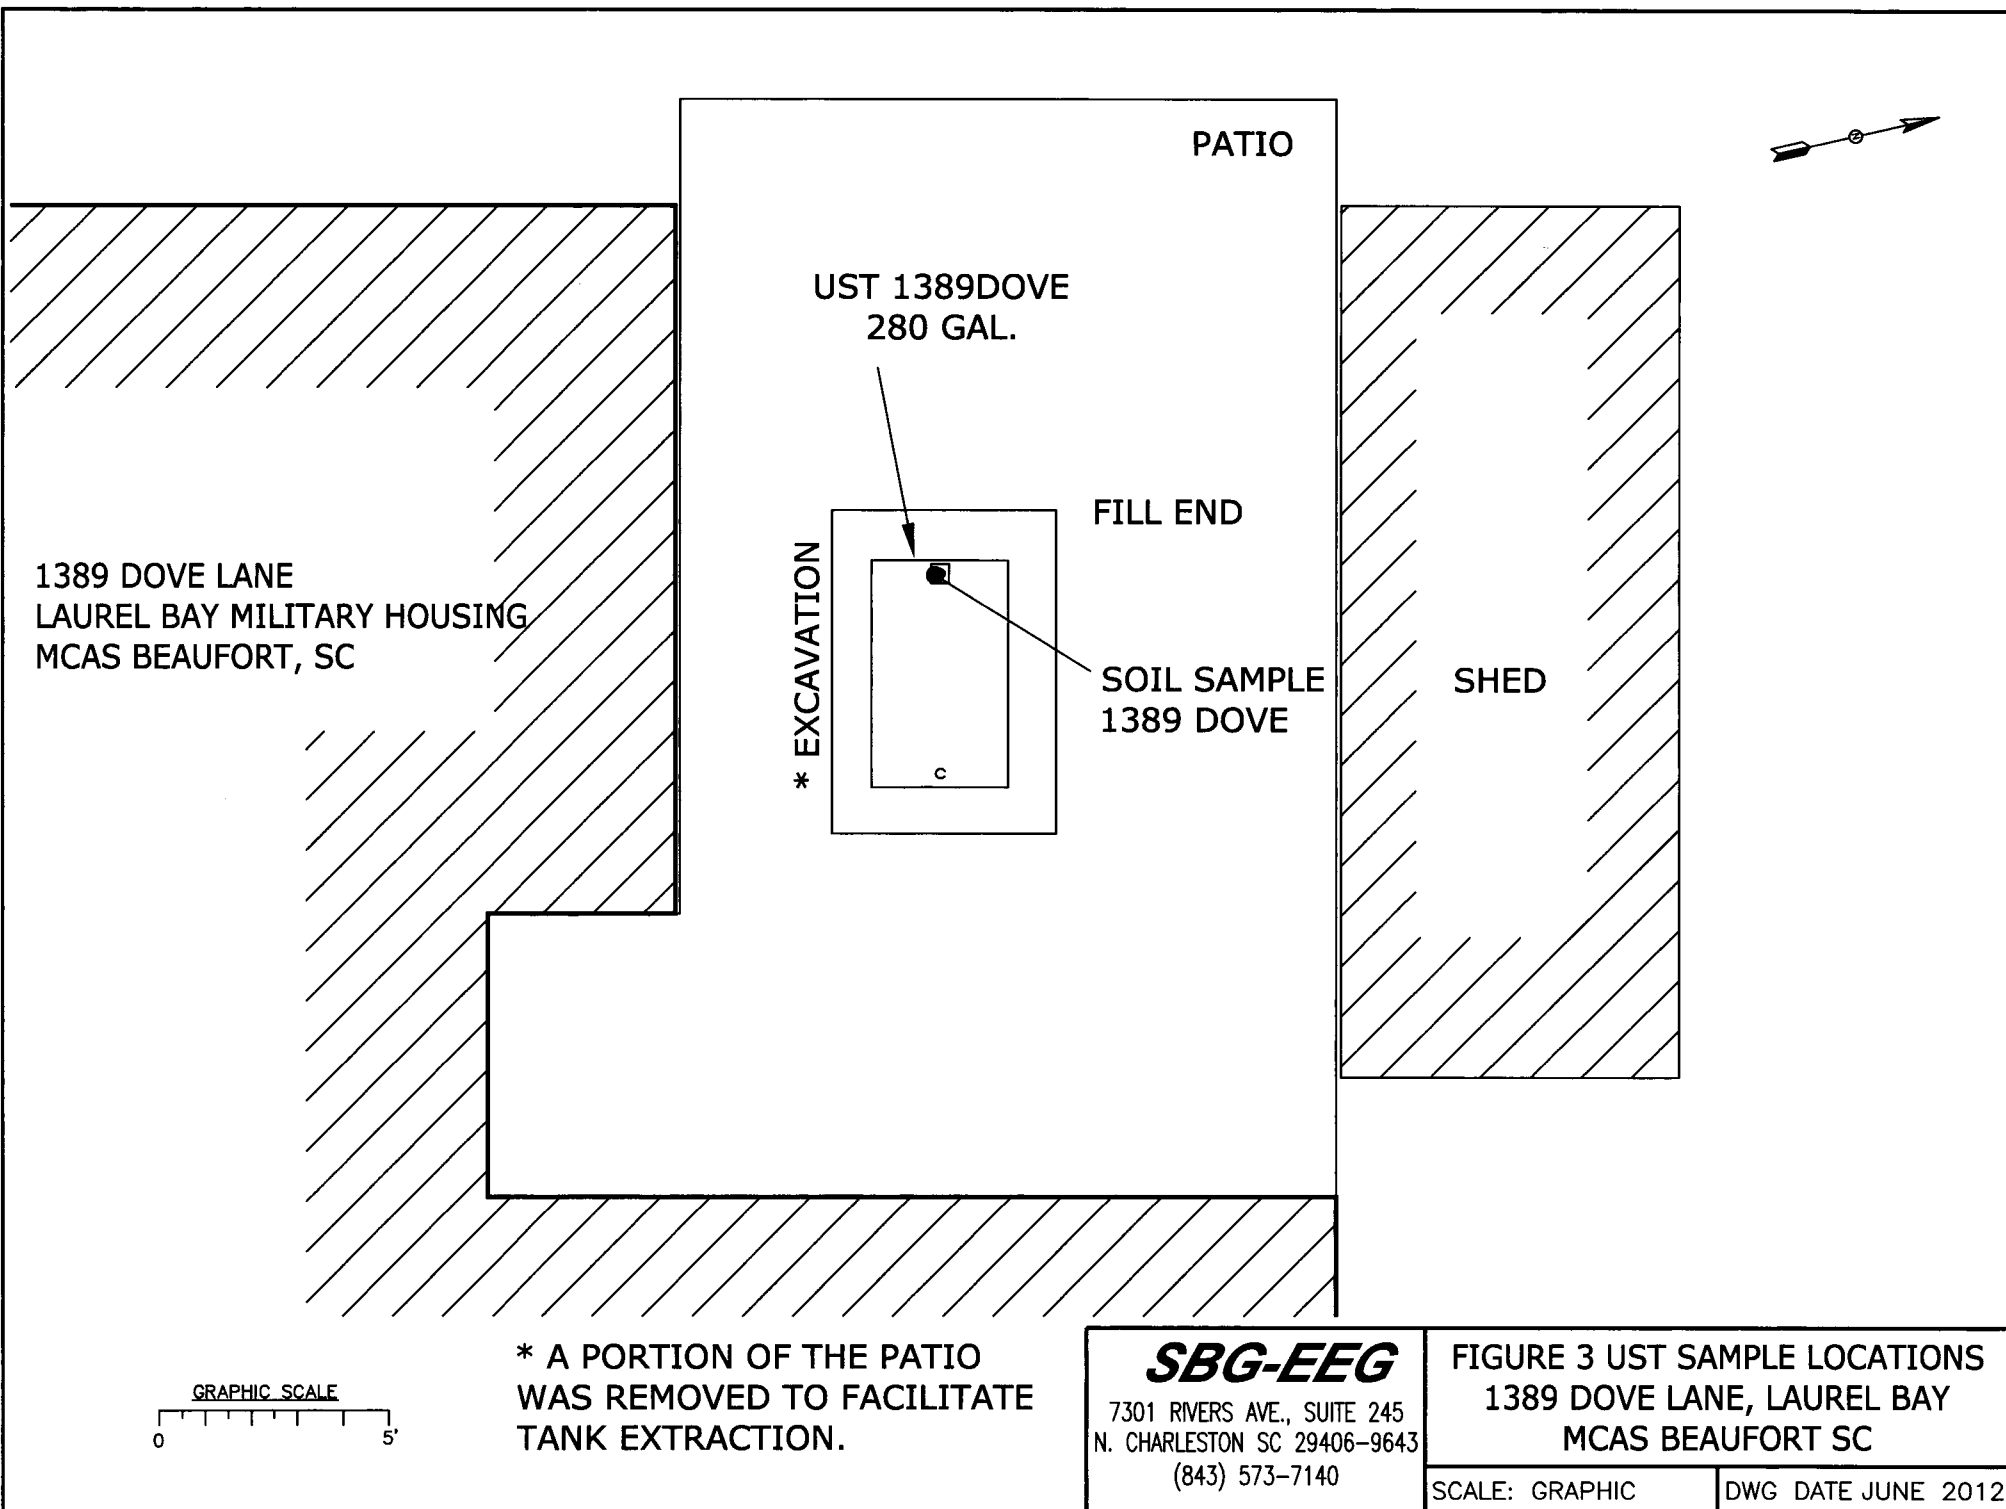 PATIO
N
UST 1389DOVE
280 GAL.
FILL END
* EXCAVATION
1389 DOVE LANE
LAUREL BAY MILITARY HOUSING
MCAS BEAUFORT, SC
SOIL SAMPLE
1389 DOVE
SHED
C
* A PORTION OF THE PATIO
WAS REMOVED TO FACILITATE
TANK EXTRACTION.
GRAPHIC SCALE
0 5'
SBG-EEG
7301 RIVERS AVE., SUITE 245
N. CHARLESTON SC 29406-9643
(843) 573-7140
FIGURE 3 UST SAMPLE LOCATIONS
1389 DOVE LANE, LAUREL BAY
MCAS BEAUFORT SC
SCALE: GRAPHIC
DWG DATE JUNE 2012